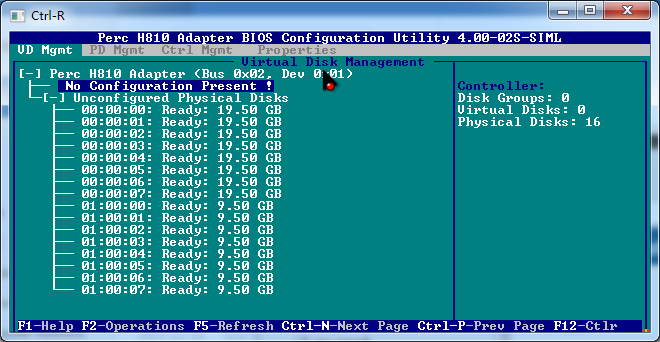 Ctrl-R
Perc H810 Adapter BIOS Configuration Utility 4.00-02S-SIML
VD Mgmt PD Mgmt Ctrl Mgmt Properties
Virtual Disk Management
[-] Perc H810 Adapter (Bus 0x02, Dev 0x01)
No Configuration Present !
[-] Unconfigured Physical Disks
00:00:00: Ready: 19.50 GB
00:00:01: Ready: 19.50 GB
00:00:02: Ready: 19.50 GB
00:00:03: Ready: 19.50 GB
00:00:04: Ready: 19.50 GB
00:00:05: Ready: 19.50 GB
00:00:06: Ready: 19.50 GB
00:00:07: Ready: 19.50 GB
01:00:00: Ready: 9.50 GB
01:00:01: Ready: 9.50 GB
01:00:02: Ready: 9.50 GB
01:00:03: Ready: 9.50 GB
01:00:04: Ready: 9.50 GB
01:00:05: Ready: 9.50 GB
01:00:06: Ready: 9.50 GB
01:00:07: Ready: 9.50 GB
Controller:
Disk Groups: 0
Virtual Disks: 0
Physical Disks: 16
F1-Help F2-Operations F5-Refresh Ctrl-N-Next Page Ctrl-P-Prev Page F12-Ctlr